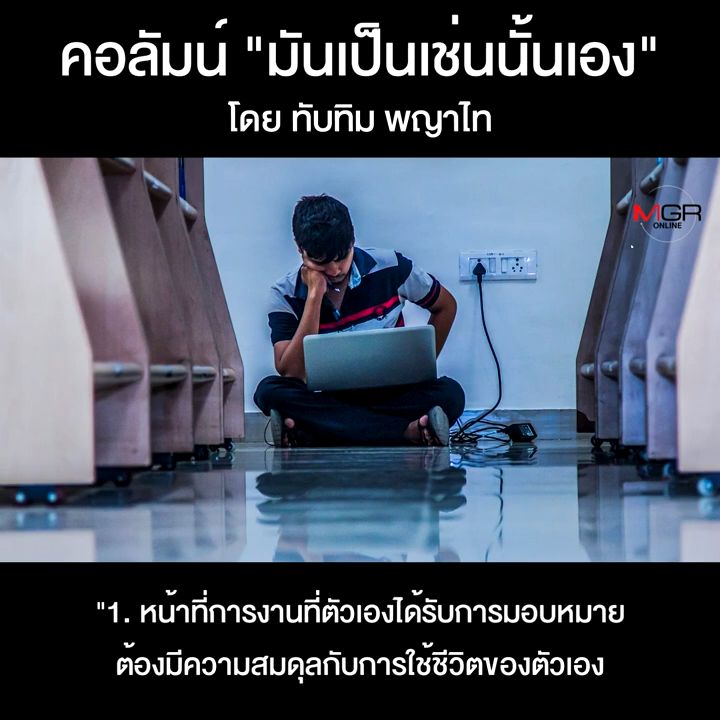 คอลัมน์ "มันเป็นเช่นนั้นเอง"
โดย ทับทิม พญาไท
MGR
ONLINE
"1. หน้าที่การงานที่ตัวเองได้รับการมอบหมาย
ต้องมีความสมดุลกับการใช้ชีวิตของตัวเอง